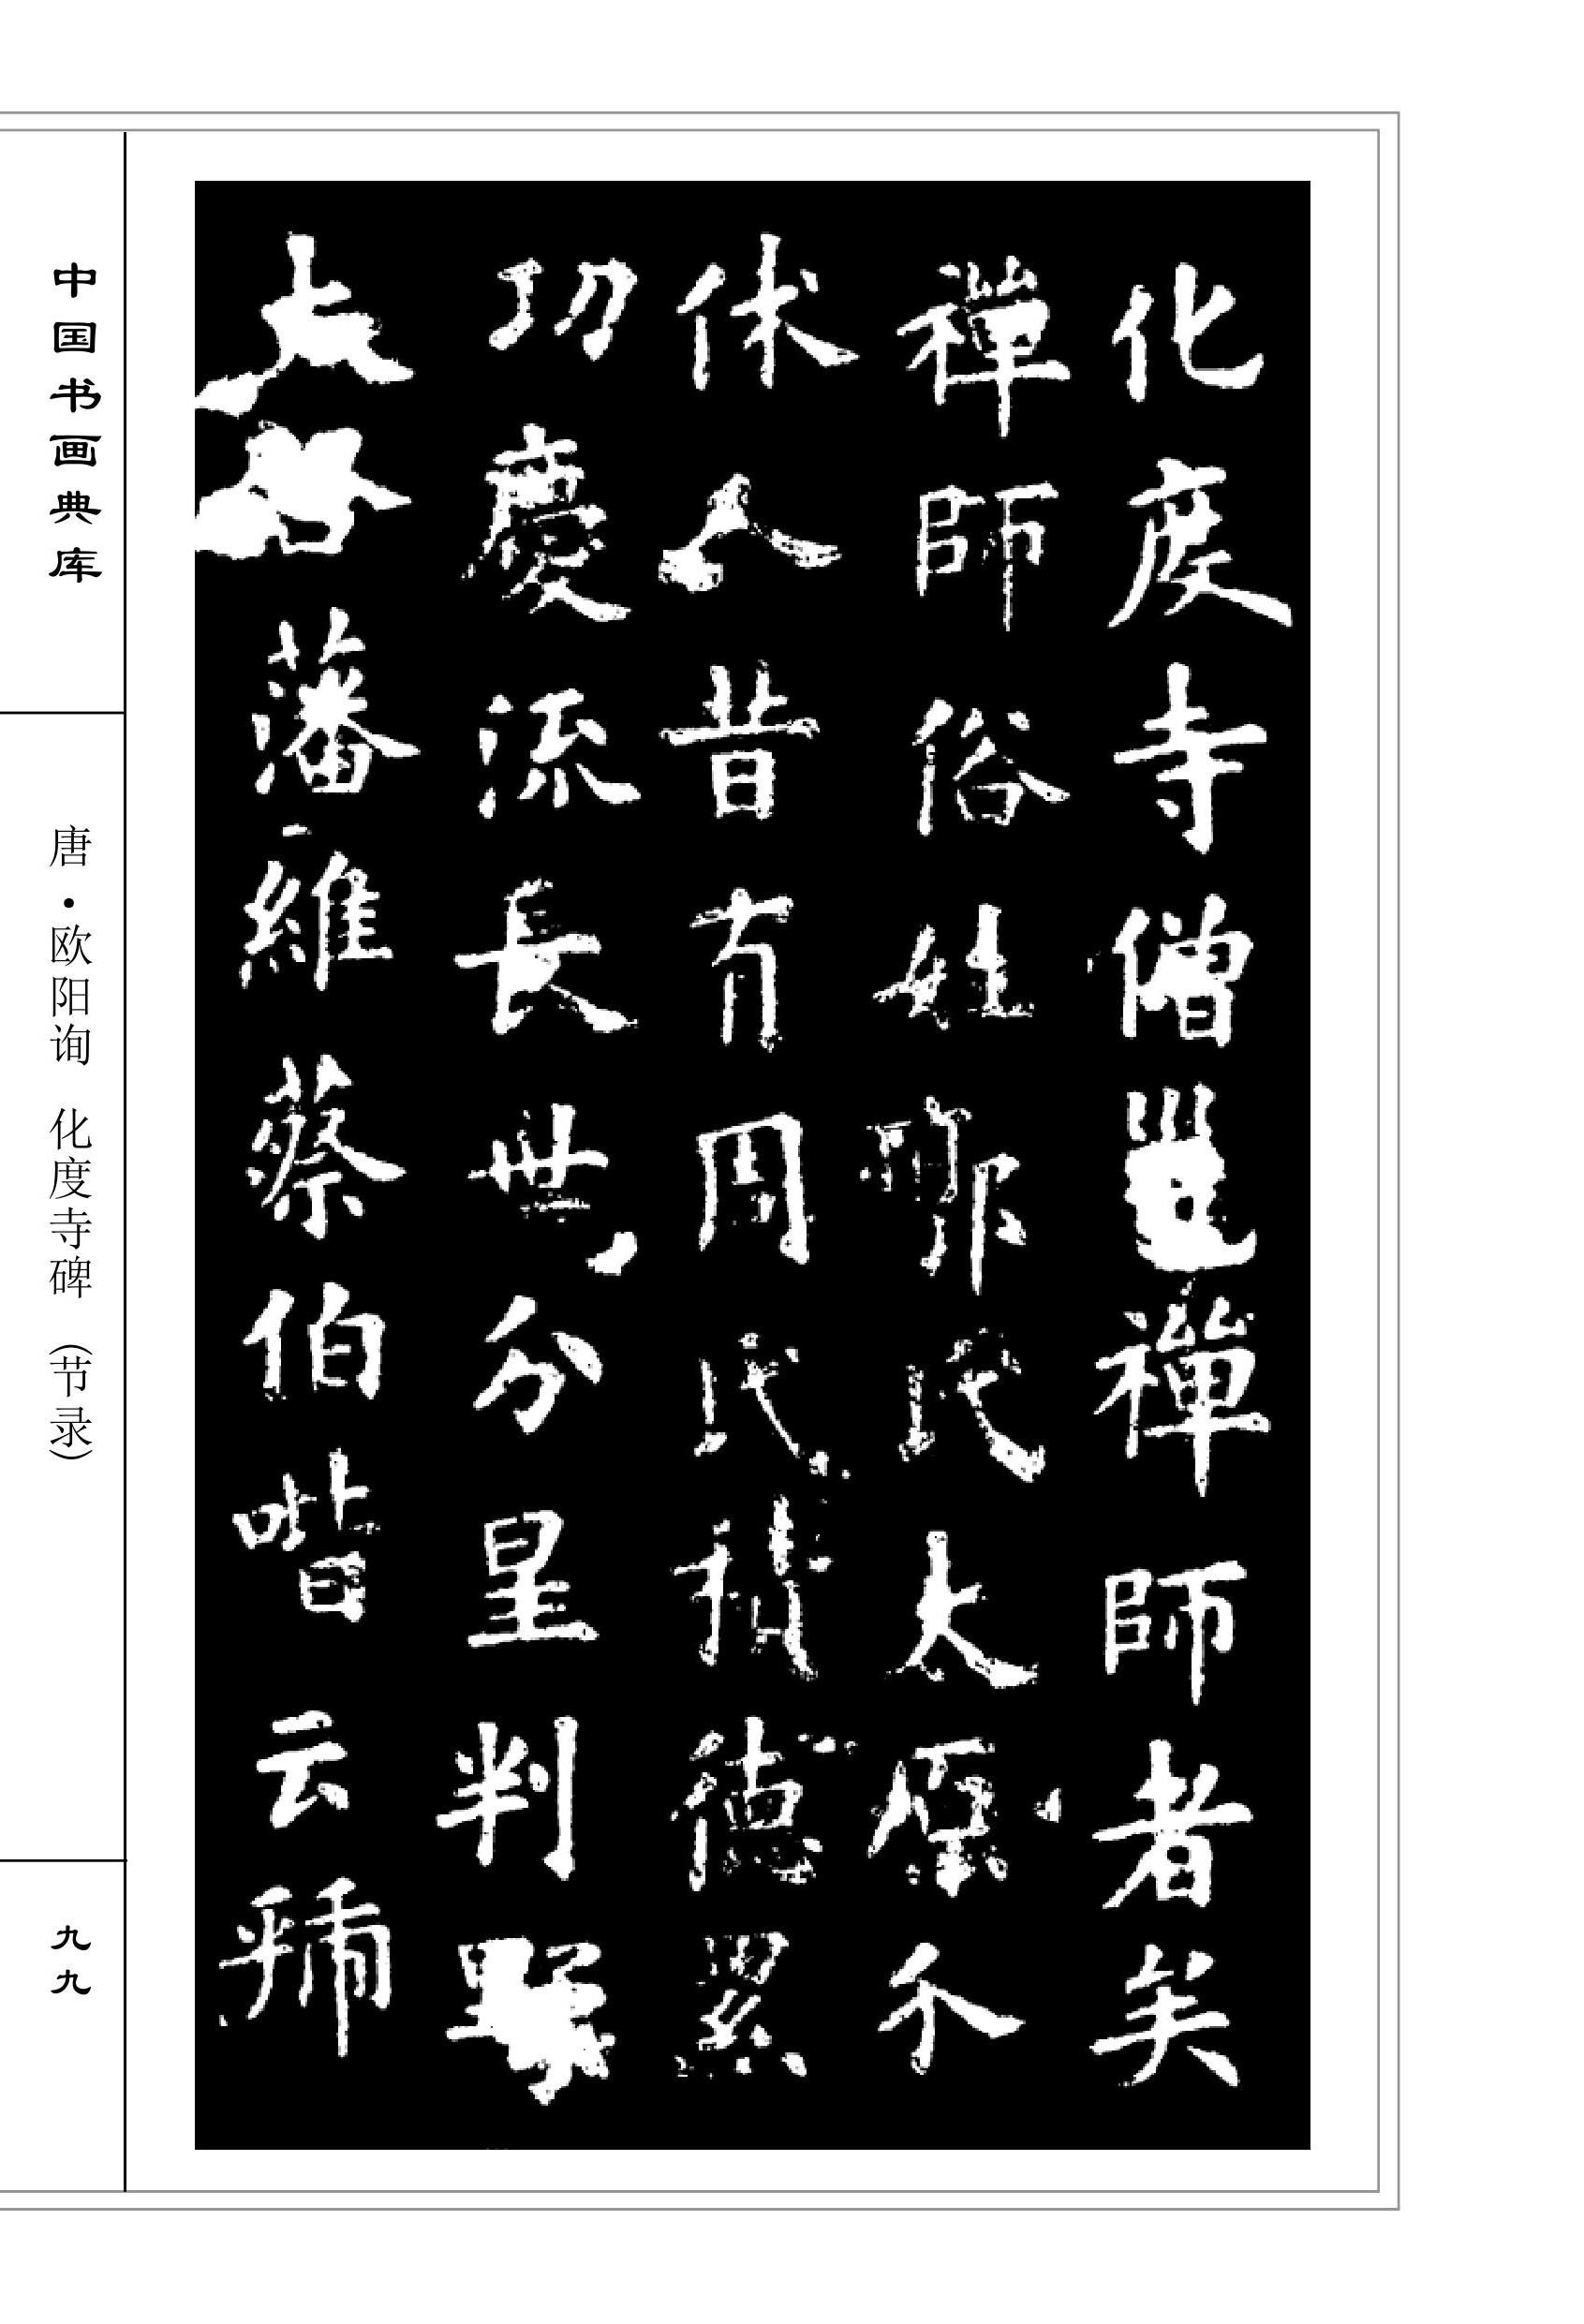 化度寺僧邕禪師者矣
禪師俗姓郭氏太原介
休人昔有周氏積德累
功慶流長世分星判野
大啓藩維蔡伯喈云
中国书画典库
唐·欧阳询 化度寺碑 (节录)
九九